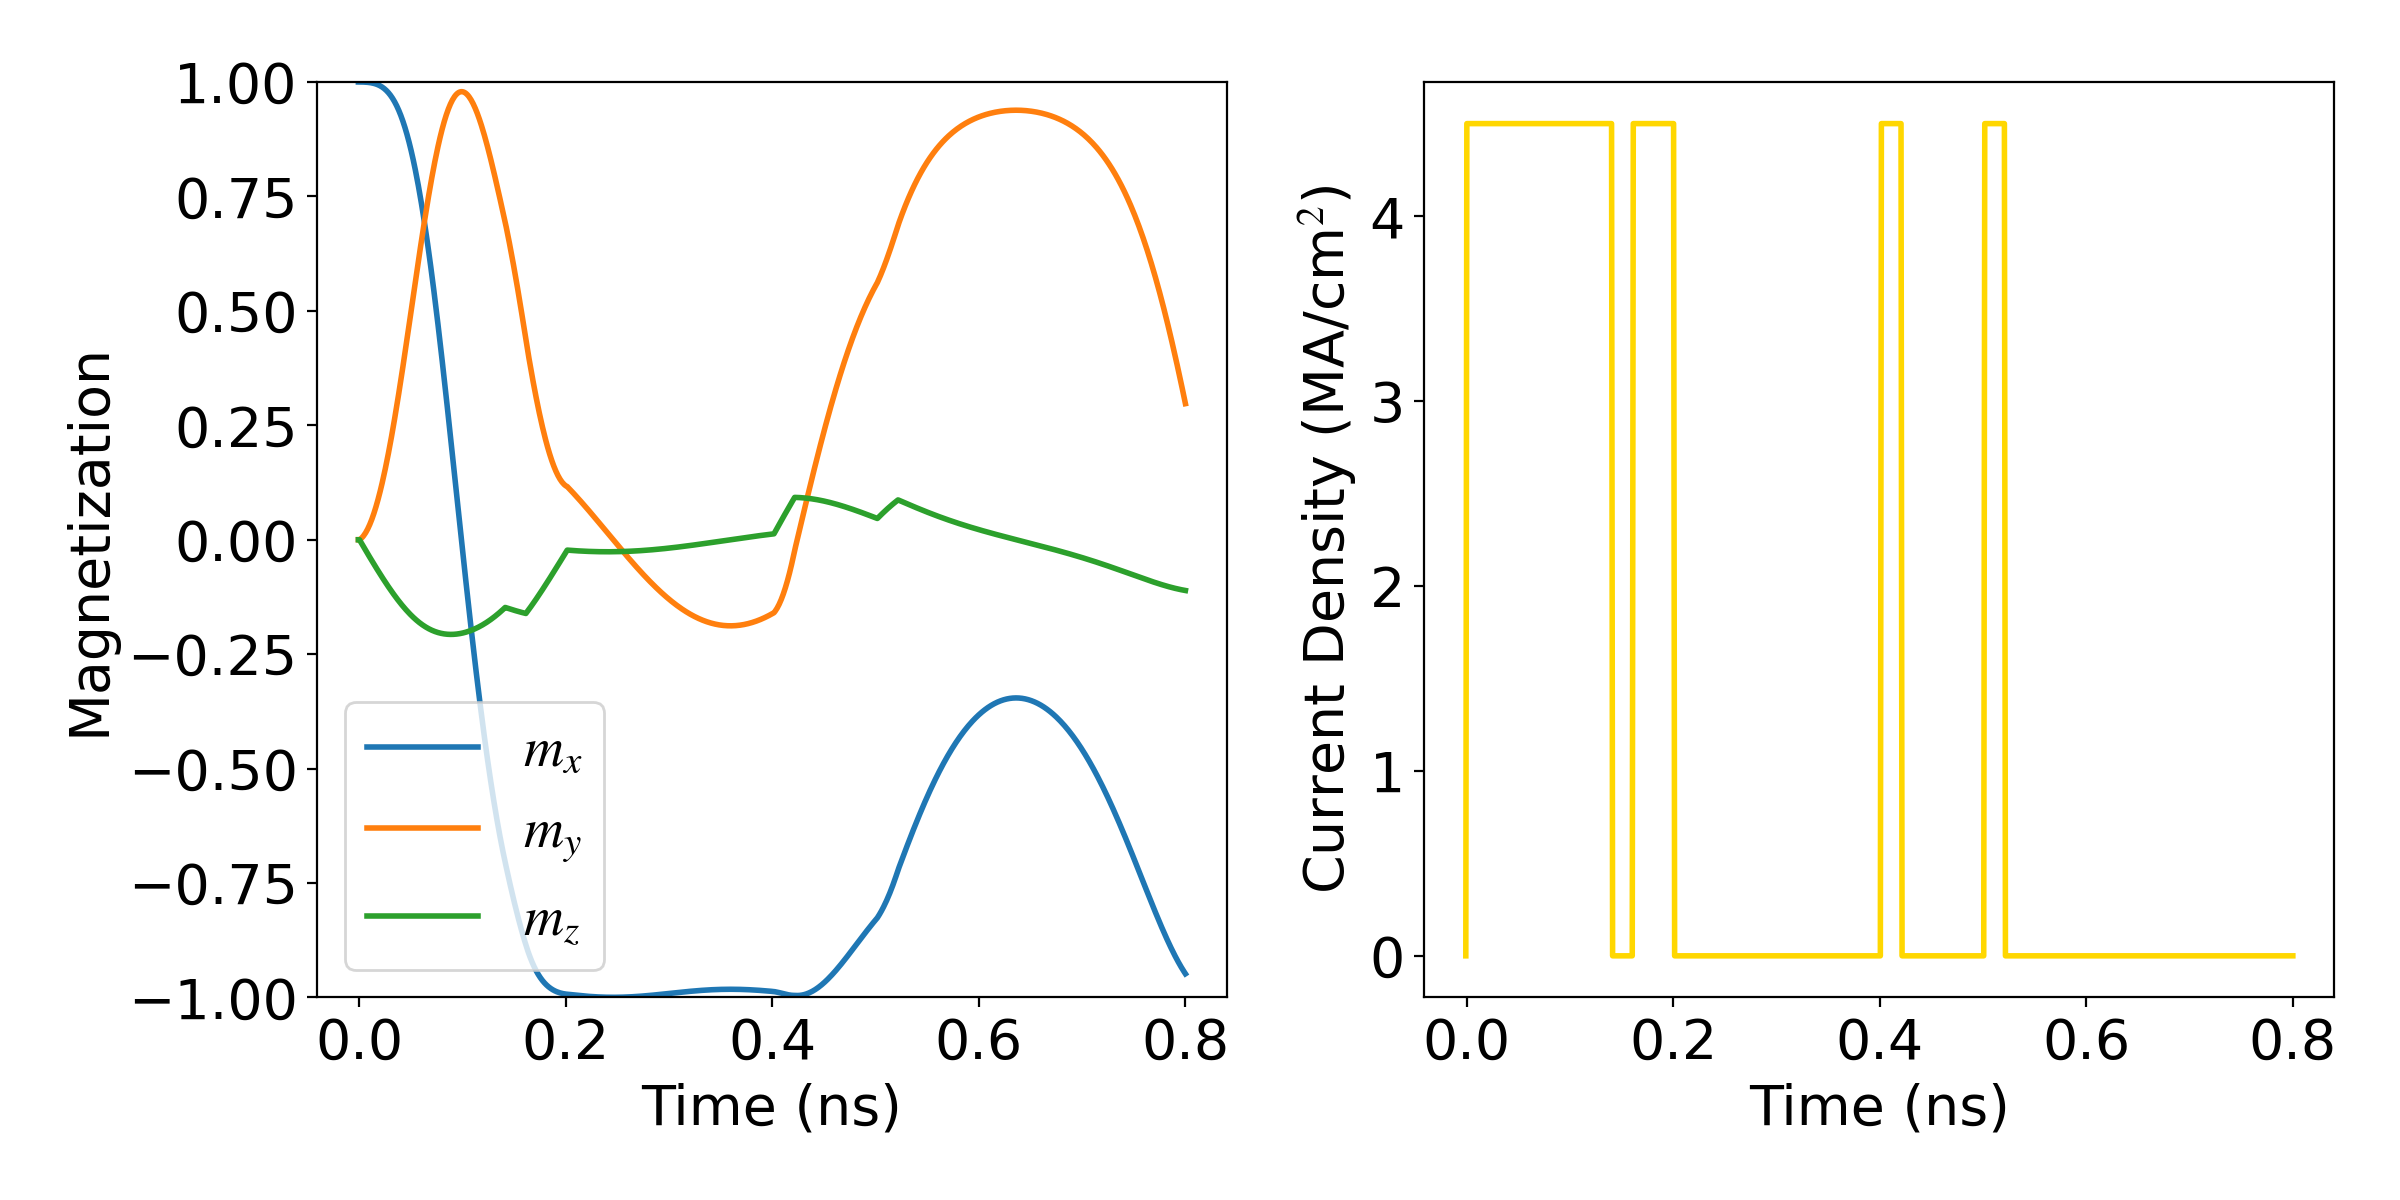 Magnetization
1.00
0.75
0.50
0.25
0.00
−0.25
−0.50
−0.75
−1.00
m_x
m_y
m_z
0.0 0.2 0.4 0.6 0.8
Time (ns)
Current Density (MA/cm²)
4
3
2
1
0
0.0 0.2 0.4 0.6 0.8
Time (ns)